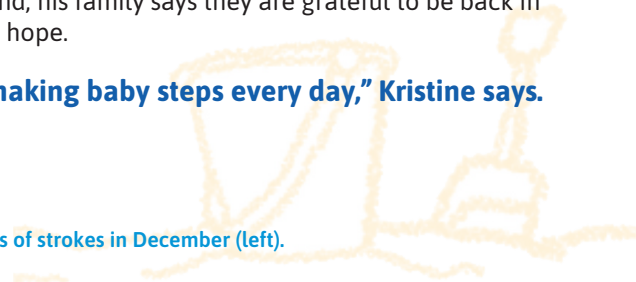 his family says they are grateful to be back in
hope.
making baby steps every day,” Kristine says.
s of strokes in December (left).